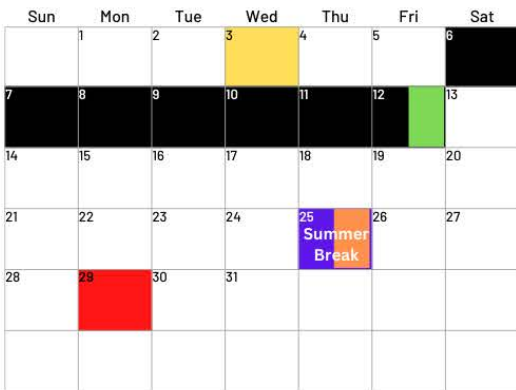 Sun Mon Tue Wed Thu Fri Sat
1 2 3 4 5 6
7 8 9 10 11 12 13
14 15 16 17 18 19 20
21 22 23 24 25 26 27
Summer
Break
28 29 30 31